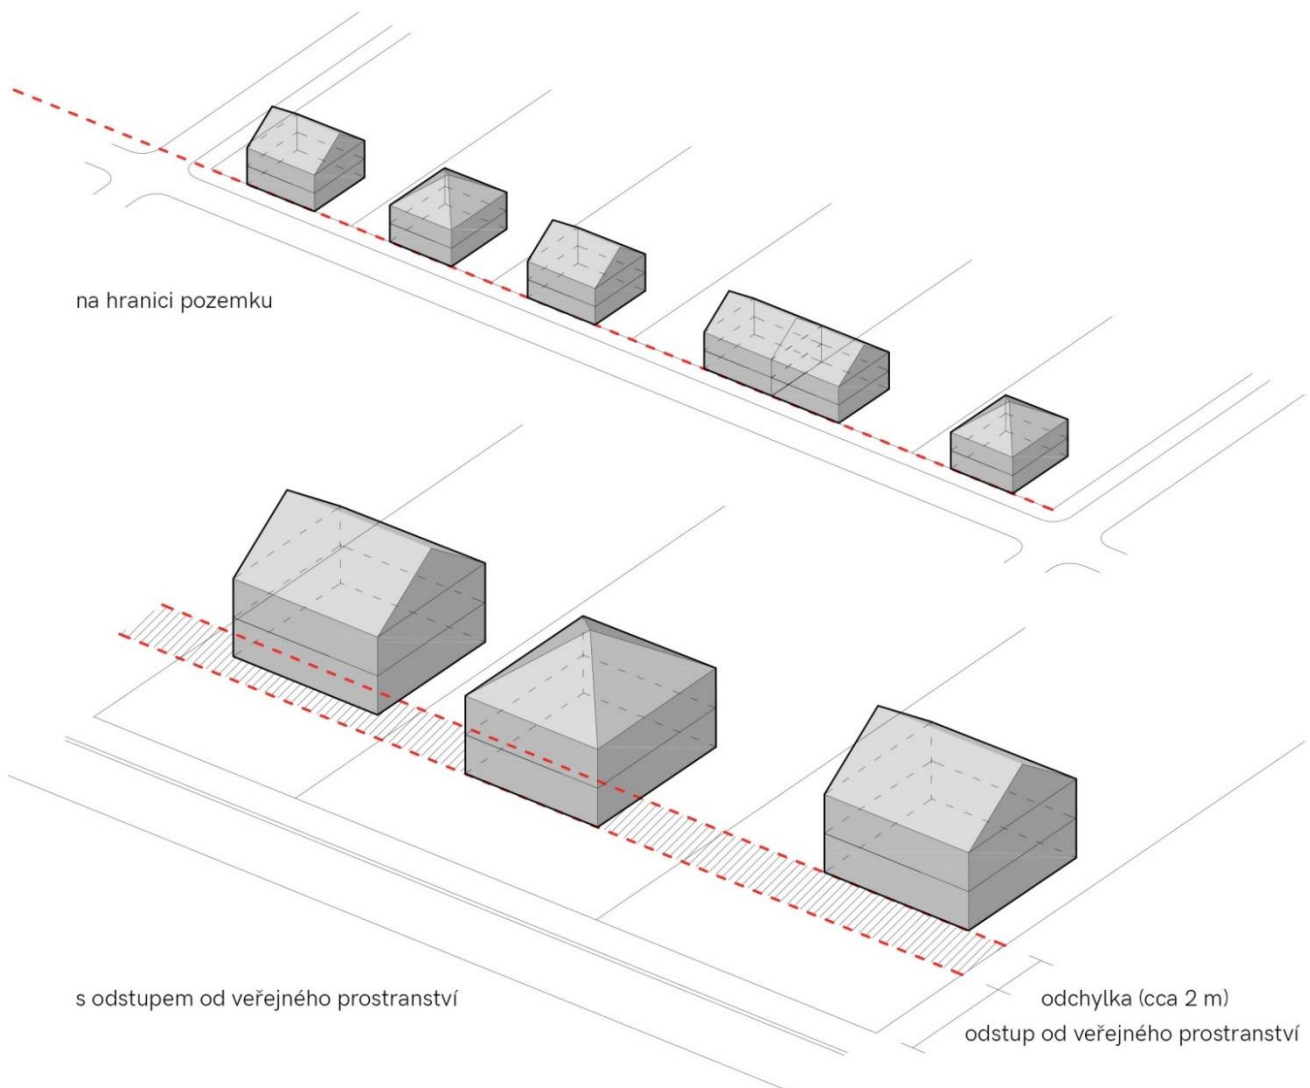 na hranici pozemku
s odstupem od veřejného prostranství
odchylka (cca 2 m)
odstup od veřejného prostranství